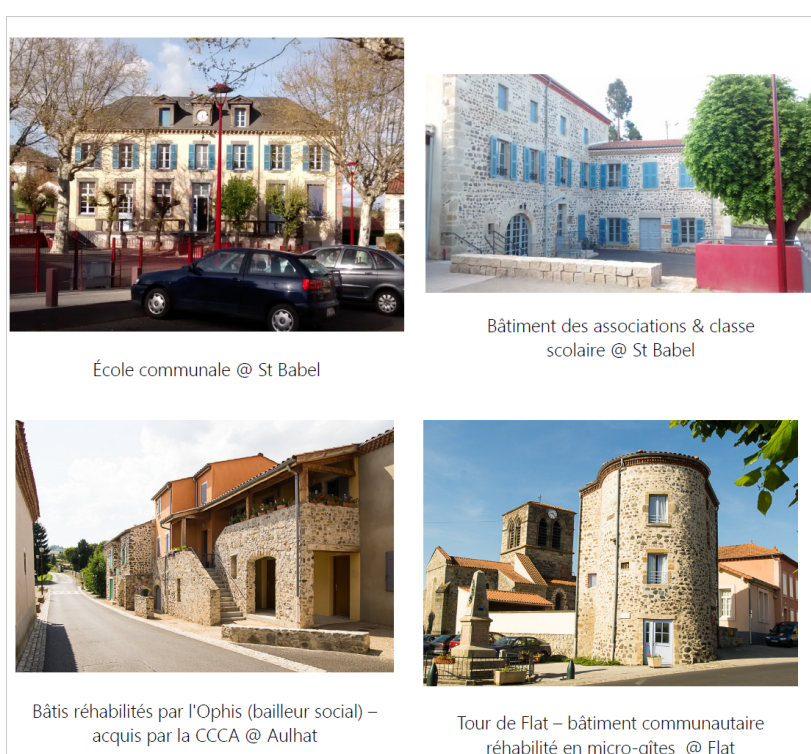 École communale @ St Babel
Bâtiment des associations & classe
scolaire @ St Babel
Bâtis réhabilités par l'Ophis (bailleur social) –
acquis par la CCCA @ Aulhat
Tour de Flat – bâtiment communautaire
réhabilité en micro-gîtes @ Flat